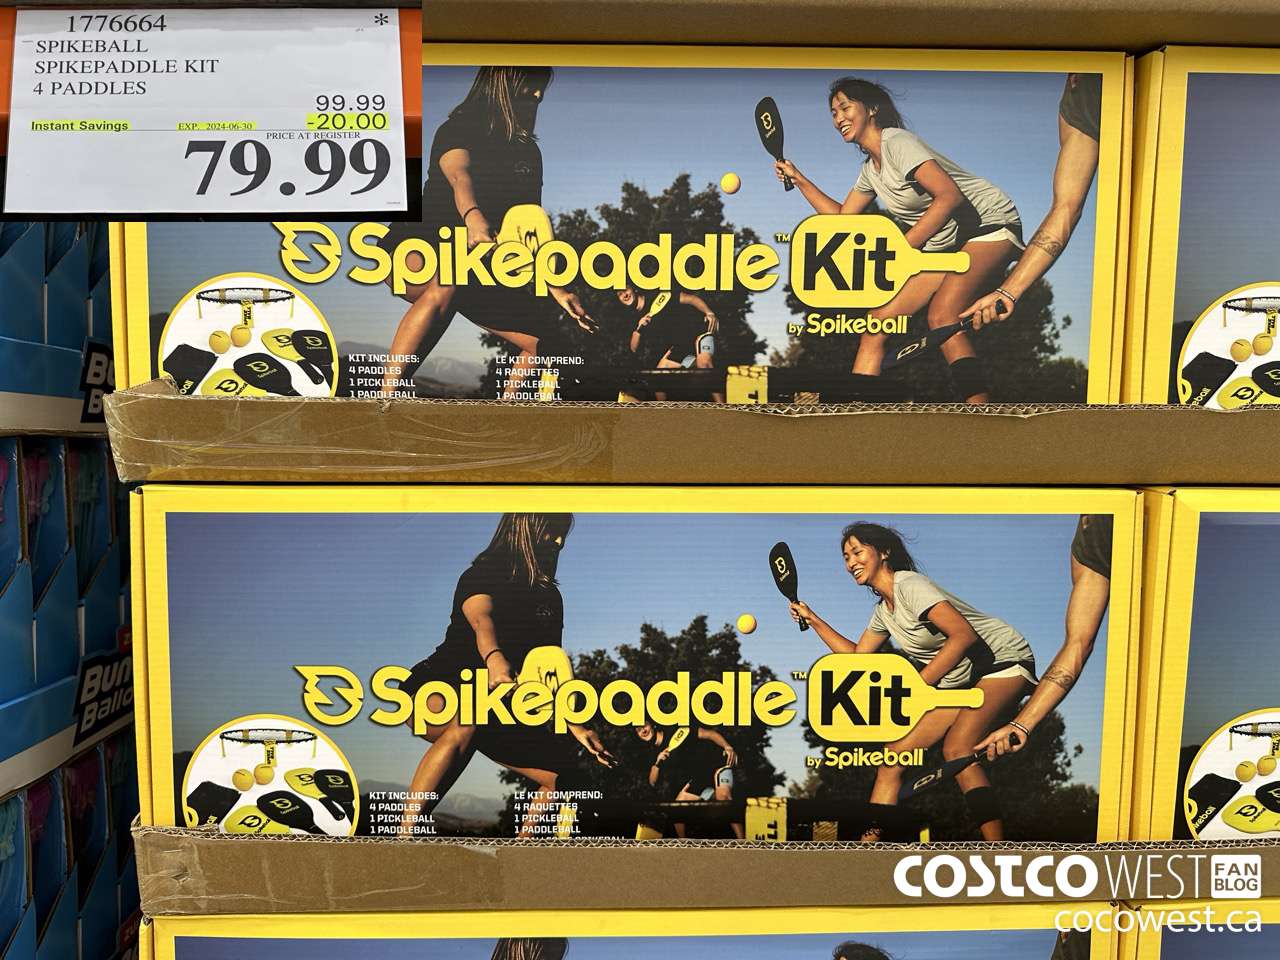 1776664 *
SPIKEBALL
SPIKEPADDLE KIT
4 PADDLES
99.99
Instant Savings EXP. 2024-06-30 -20.00
PRICE AT REGISTER
79.99
Spikepaddle™ Kit
by Spikeball
KIT INCLUDES:
4 PADDLES
1 PICKLEBALL
1 PADDLEBALL
LE KIT COMPREND:
4 RAQUETTES
1 PICKLEBALL
1 PADDLEBALL
Spikepaddle™ Kit
by Spikeball™
KIT INCLUDES:
4 PADDLES
1 PICKLEBALL
1 PADDLEBALL
LE KIT COMPREND:
4 RAQUETTES
1 PICKLEBALL
1 PADDLEBALL
COSTCO WEST FAN BLOG
cocowest.ca